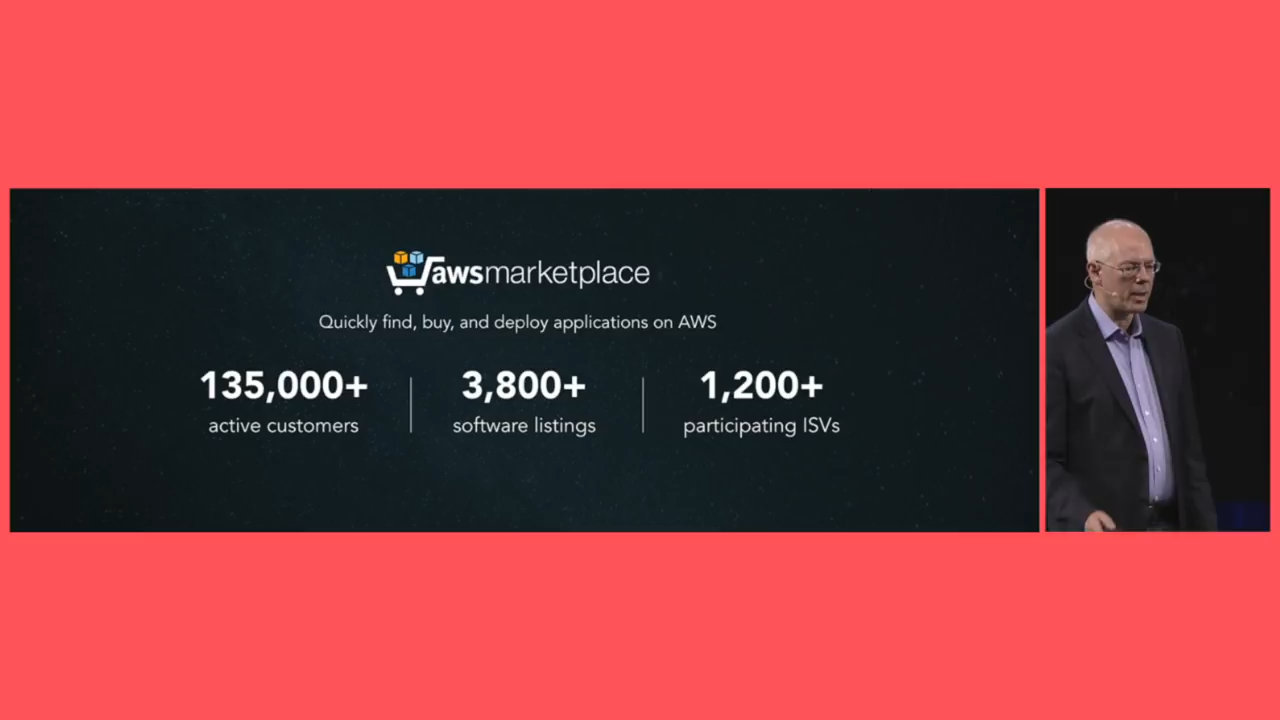 awsmarketplace
Quickly find, buy, and deploy applications on AWS
135,000+
active customers
3,800+
software listings
1,200+
participating ISVs